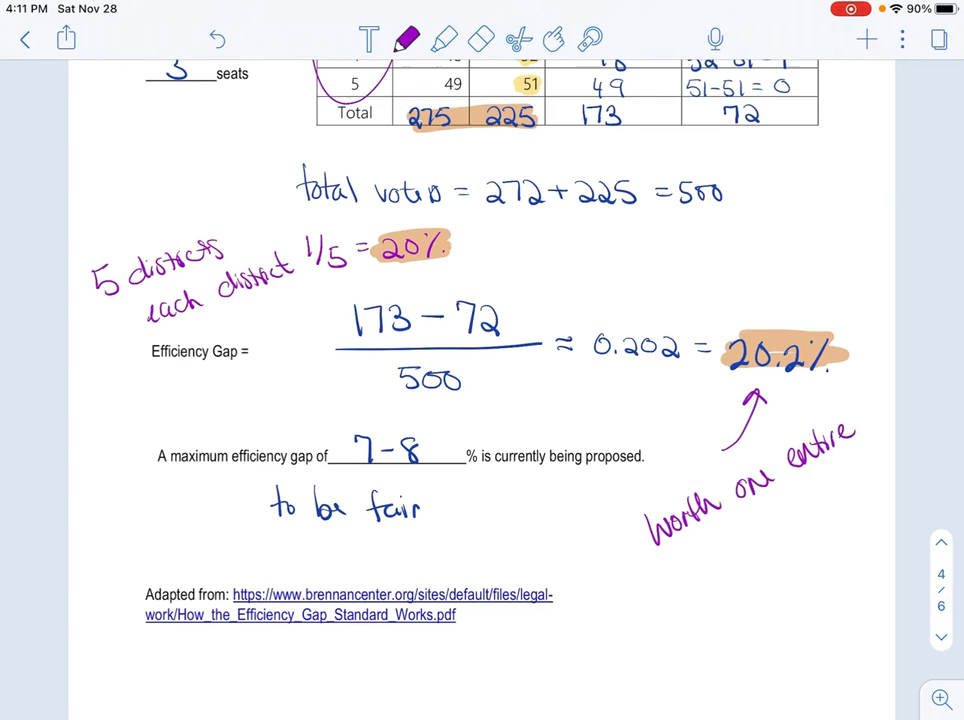 4:11 PM Sat Nov 28
90%
T
3 seats
5 49 51 49 51-51=0
Total 275 225 173 72
total voters = 272+225 = 500
5 districts
each district 1/5 = 20%
Efficiency Gap = 173 - 72 / 500 ≈ 0.202 = 20.2%
A maximum efficiency gap of 7-8 % is currently being proposed.
to be fair
worth one entire
Adapted from: https://www.brennancenter.org/sites/default/files/legal-
work/How_the_Efficiency_Gap_Standard_Works.pdf
4
/
6